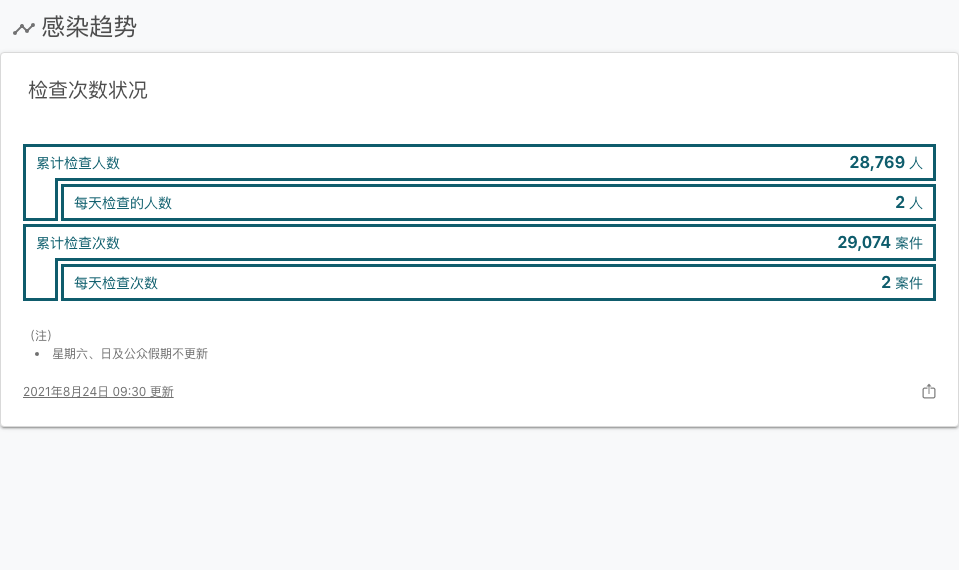 感染趋势
检查次数状况
累计检查人数 28,769 人
每天检查的人数 2 人
累计检查次数 29,074 案件
每天检查次数 2 案件
（注）
• 星期六、日及公众假期不更新
2021年8月24日 09:30 更新